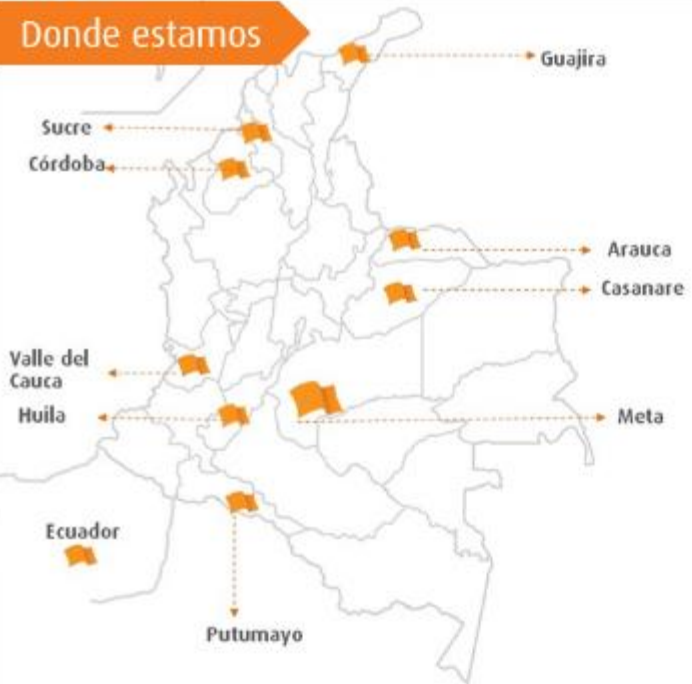 Donde estamos
Guajira
Sucre
Córdoba
Arauca
Casanare
Valle del
Cauca
Huila
Meta
Ecuador
Putumayo